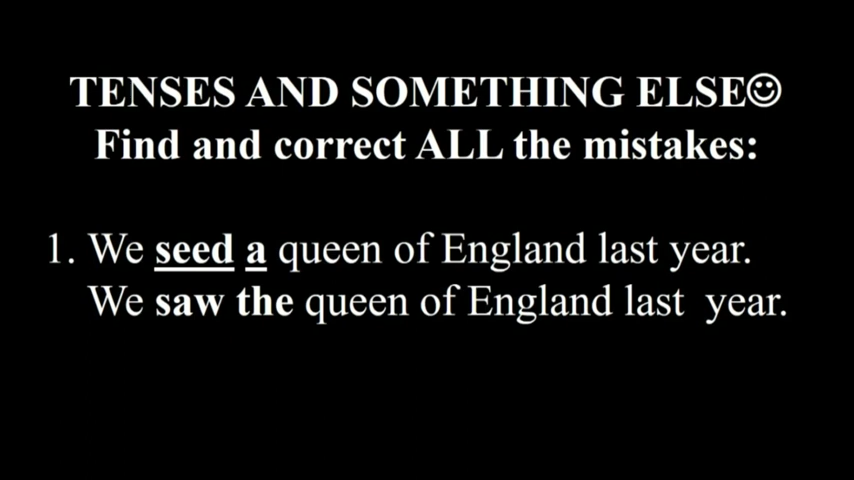 TENSES AND SOMETHING ELSE☺
Find and correct ALL the mistakes:
1. We seed a queen of England last year.
We saw the queen of England last year.